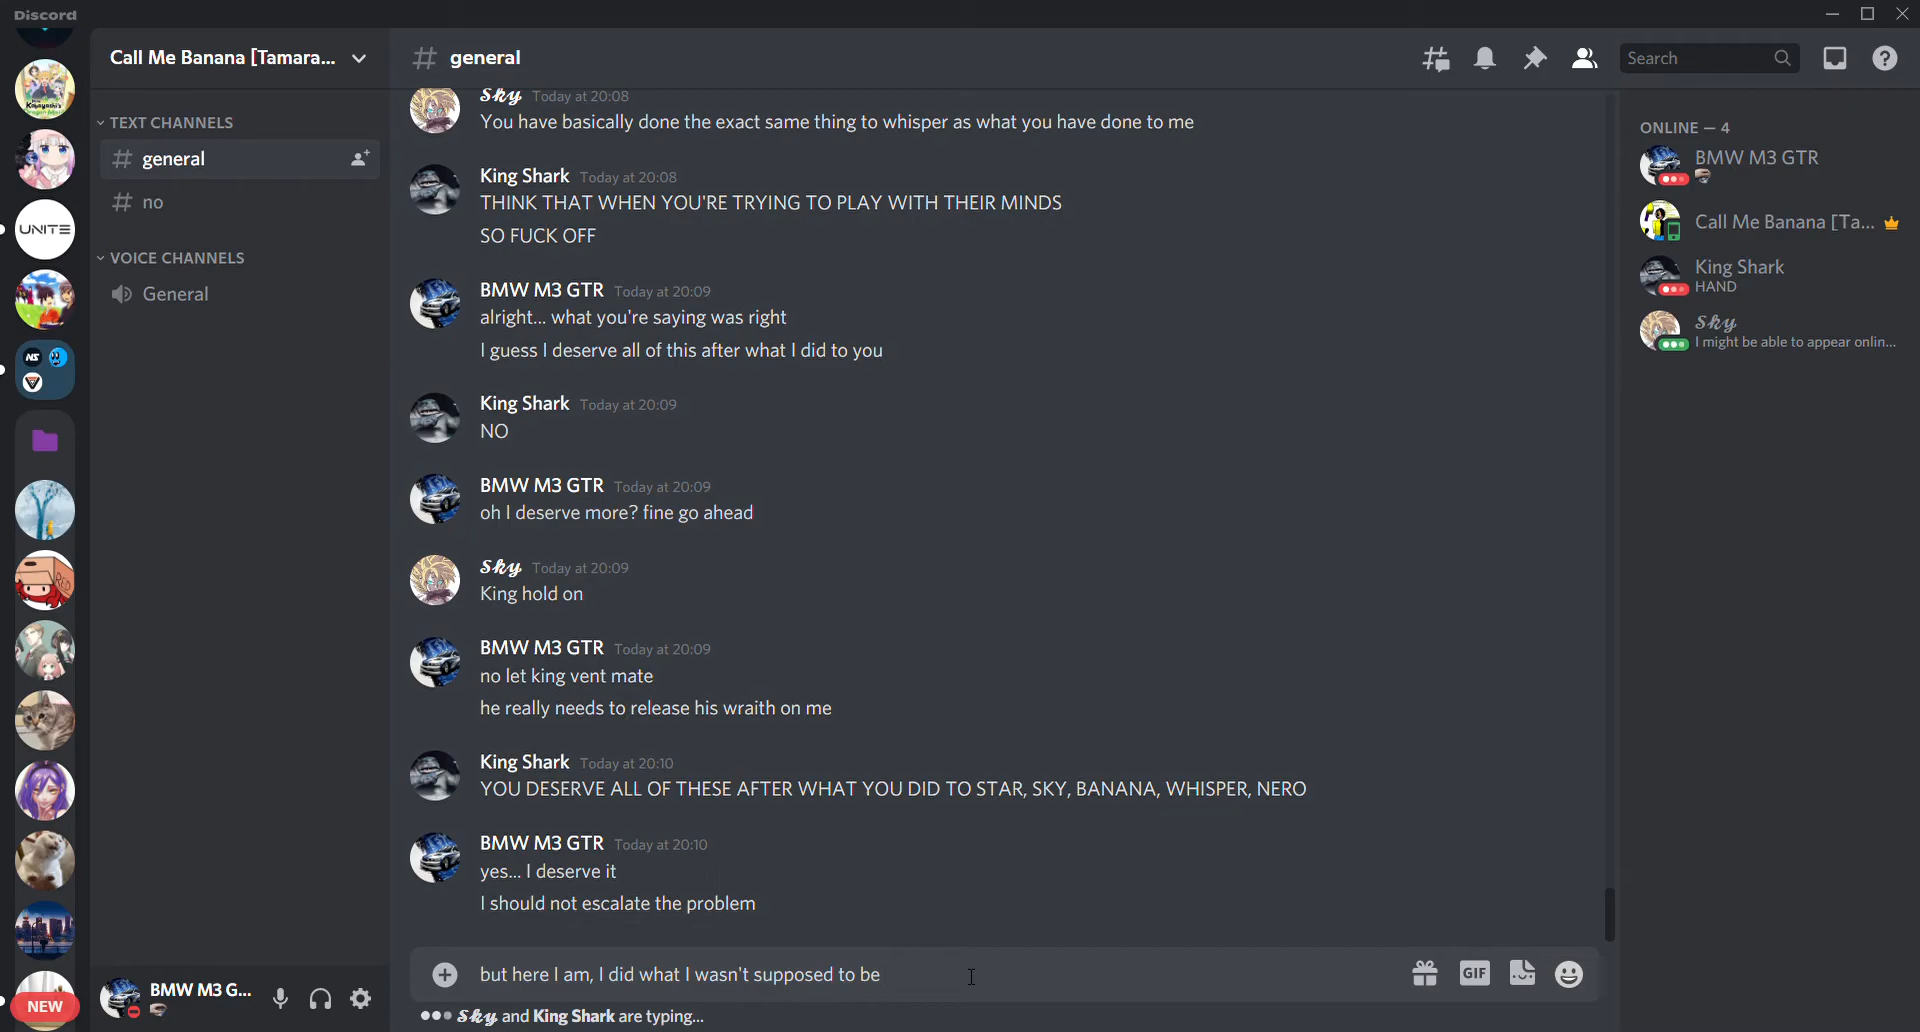 Discord
Call Me Banana [Tamara...
general
Search
TEXT CHANNELS
general
no
VOICE CHANNELS
General
UNITE
NS
NEW
BMW M3 G...
Sky Today at 20:08
You have basically done the exact same thing to whisper as what you have done to me
King Shark Today at 20:08
THINK THAT WHEN YOU'RE TRYING TO PLAY WITH THEIR MINDS
SO FUCK OFF
BMW M3 GTR Today at 20:09
alright... what you're saying was right
I guess I deserve all of this after what I did to you
King Shark Today at 20:09
NO
BMW M3 GTR Today at 20:09
oh I deserve more? fine go ahead
Sky Today at 20:09
King hold on
BMW M3 GTR Today at 20:09
no let king vent mate
he really needs to release his wraith on me
King Shark Today at 20:10
YOU DESERVE ALL OF THESE AFTER WHAT YOU DID TO STAR, SKY, BANANA, WHISPER, NERO
BMW M3 GTR Today at 20:10
yes... I deserve it
I should not escalate the problem
but here I am, I did what I wasn't supposed to be
GIF
Sky and King Shark are typing...
ONLINE — 4
BMW M3 GTR
Call Me Banana [Ta...
King Shark
HAND
Sky
I might be able to appear onlin...